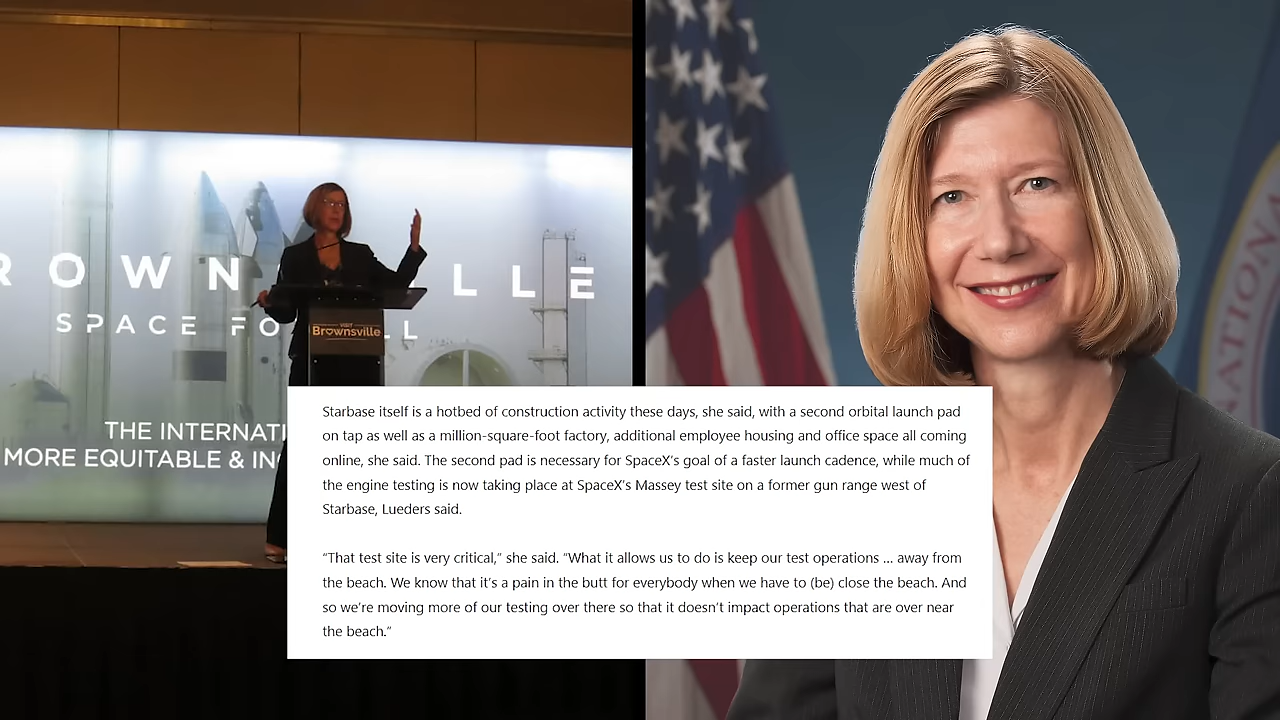 ROWN LLE
SPACE FO LL
VISIT
Brownsville
THE INTERNATI
MORE EQUITABLE & IN
NATIONA
Starbase itself is a hotbed of construction activity these days, she said, with a second orbital launch pad
on tap as well as a million-square-foot factory, additional employee housing and office space all coming
online, she said. The second pad is necessary for SpaceX's goal of a faster launch cadence, while much of
the engine testing is now taking place at SpaceX's Massey test site on a former gun range west of
Starbase, Lueders said.
“That test site is very critical,” she said. “What it allows us to do is keep our test operations ... away from
the beach. We know that it's a pain in the butt for everybody when we have to (be) close the beach. And
so we're moving more of our testing over there so that it doesn't impact operations that are over near
the beach.”